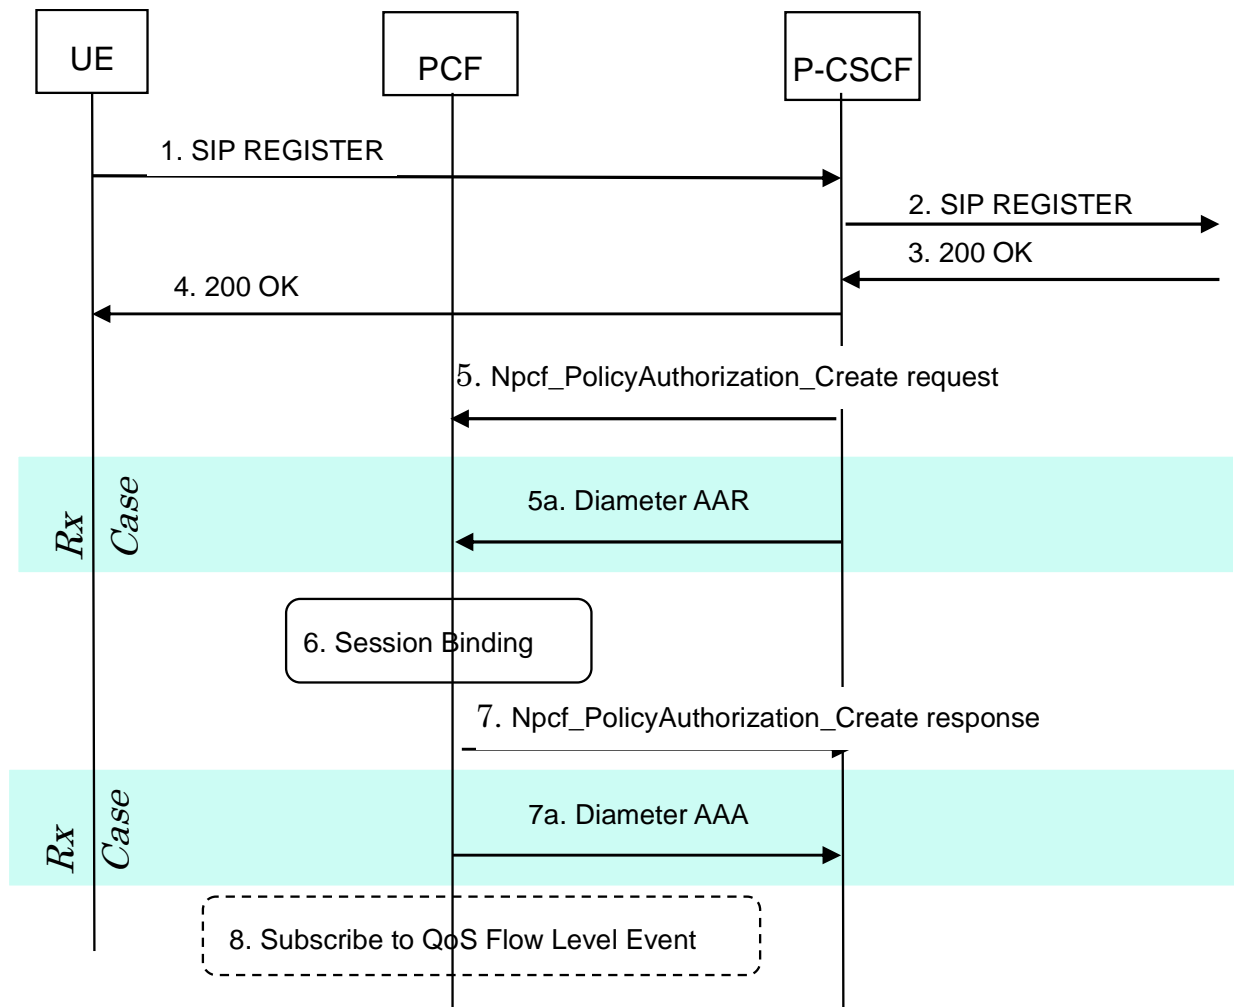 UE
PCF
P-CSCF
1. SIP REGISTER
2. SIP REGISTER
3. 200 OK
4. 200 OK
5. Npcf_PolicyAuthorization_Create request
Rx
Case
5a. Diameter AAR
6. Session Binding
7. Npcf_PolicyAuthorization_Create response
Rx
Case
7a. Diameter AAA
8. Subscribe to QoS Flow Level Event